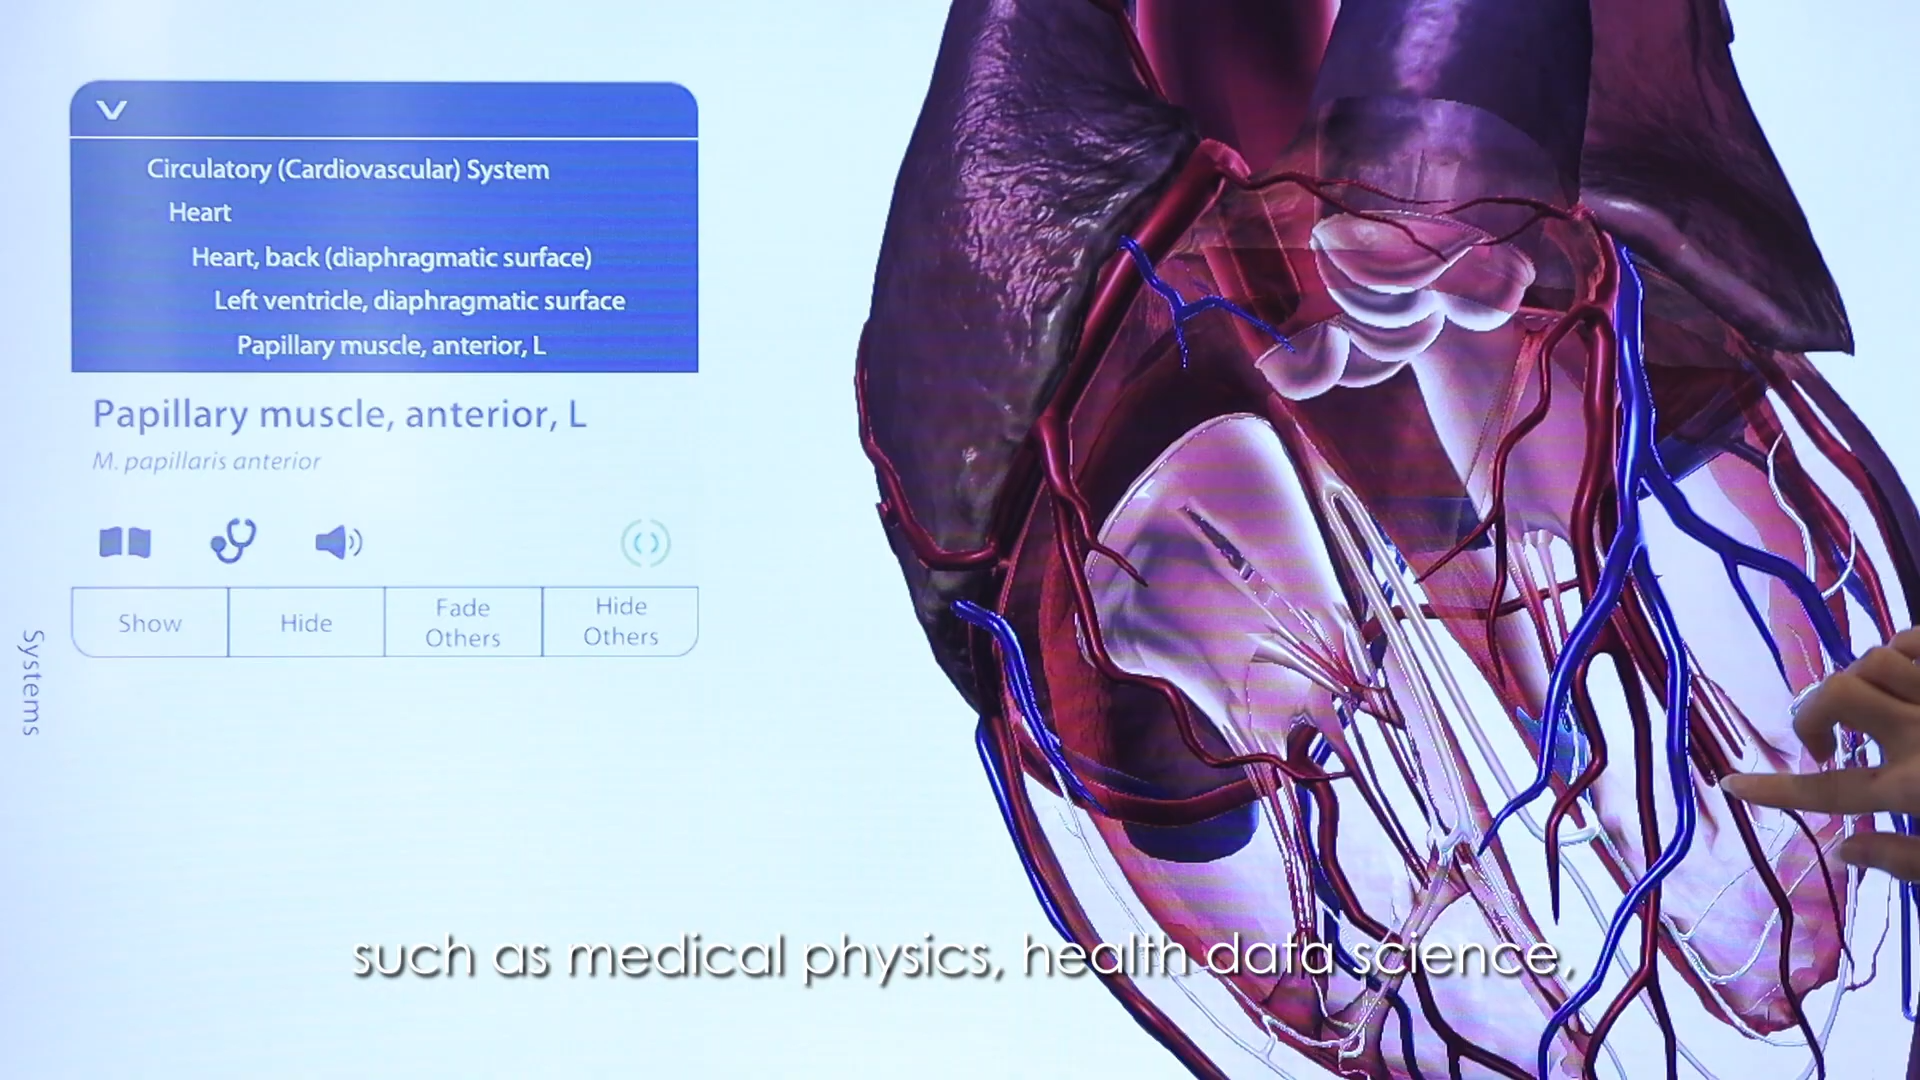 Circulatory (Cardiovascular) System
Heart
Heart, back (diaphragmatic surface)
Left ventricle, diaphragmatic surface
Papillary muscle, anterior, L
Papillary muscle, anterior, L
M. papillaris anterior
Show
Hide
Fade
Others
Hide
Others
Systems
such as medical physics, health data science,